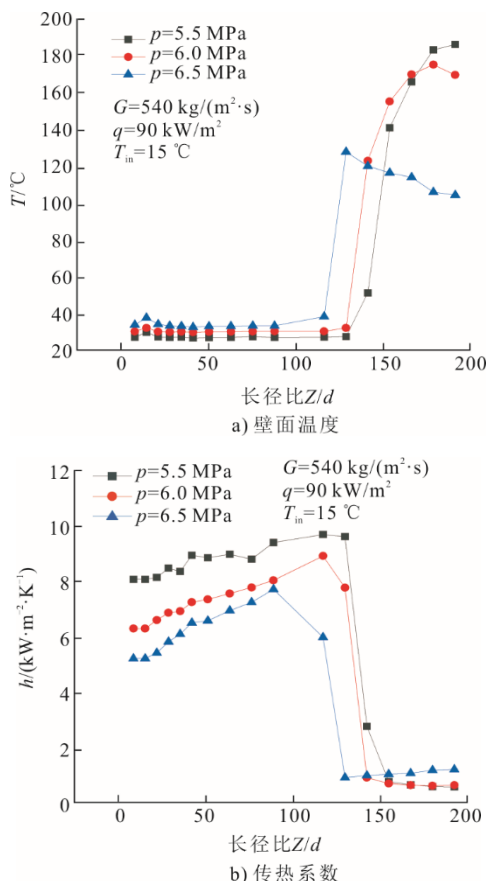 200
p=5.5 MPa
p=6.0 MPa
180
p=6.5 MPa
160
G=540 kg/(m²·s)
q=90 kW/m²
140
T_in=15 ℃
120
T/℃
100
80
60
40
20
0 50 100 150 200
长径比Z/d
a) 壁面温度
12
p=5.5 MPa G=540 kg/(m²·s)
p=6.0 MPa q=90 kW/m²
10
p=6.5 MPa T_in=15 ℃
8
h/(kW·m⁻²·K⁻¹)
6
4
2
0
0 50 100 150 200
长径比Z/d
b) 传热系数